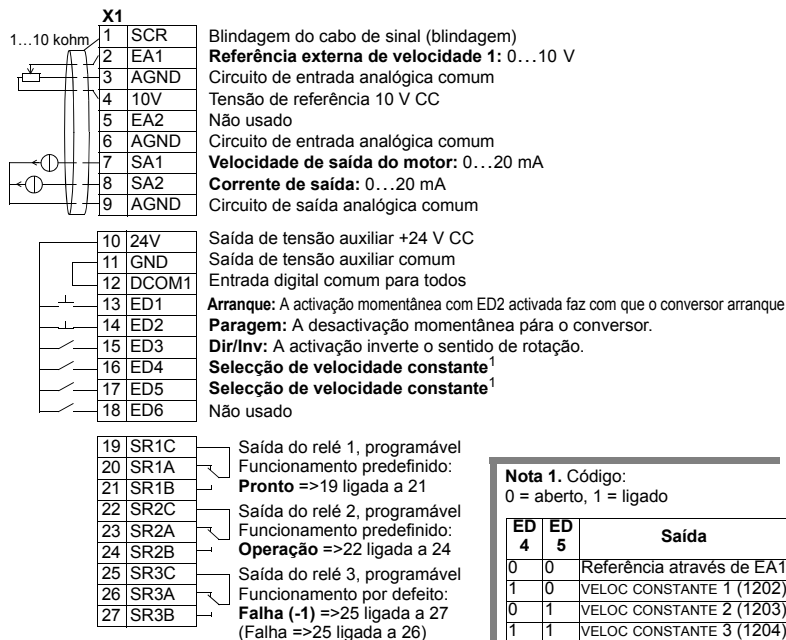 X1
1…10 kohm
1 SCR Blindagem do cabo de sinal (blindagem)
2 EA1 Referência externa de velocidade 1: 0…10 V
3 AGND Circuito de entrada analógica comum
4 10V Tensão de referência 10 V CC
5 EA2 Não usado
6 AGND Circuito de entrada analógica comum
7 SA1 Velocidade de saída do motor: 0…20 mA
8 SA2 Corrente de saída: 0…20 mA
9 AGND Circuito de saída analógica comum
10 24V Saída de tensão auxiliar +24 V CC
11 GND Saída de tensão auxiliar comum
12 DCOM1 Entrada digital comum para todos
13 ED1 Arranque: A activação momentânea com ED2 activada faz com que o conversor arranque
14 ED2 Paragem: A desactivação momentânea pára o conversor.
15 ED3 Dir/Inv: A activação inverte o sentido de rotação.
16 ED4 Selecção de velocidade constante1
17 ED5 Selecção de velocidade constante1
18 ED6 Não usado
19 SR1C Saída do relé 1, programável
20 SR1A Funcionamento predefinido:
21 SR1B Pronto =>19 ligada a 21
22 SR2C Saída do relé 2, programável
23 SR2A Funcionamento predefinido:
24 SR2B Operação =>22 ligada a 24
25 SR3C Saída do relé 3, programável
26 SR3A Funcionamento por defeito:
27 SR3B Falha (-1) =>25 ligada a 27
(Falha =>25 ligada a 26)
Nota 1. Código:
0 = aberto, 1 = ligado
ED 4 ED 5 Saída
0 0 Referência através de EA1
1 0 VELOC CONSTANTE 1 (1202)
0 1 VELOC CONSTANTE 2 (1203)
1 1 VELOC CONSTANTE 3 (1204)